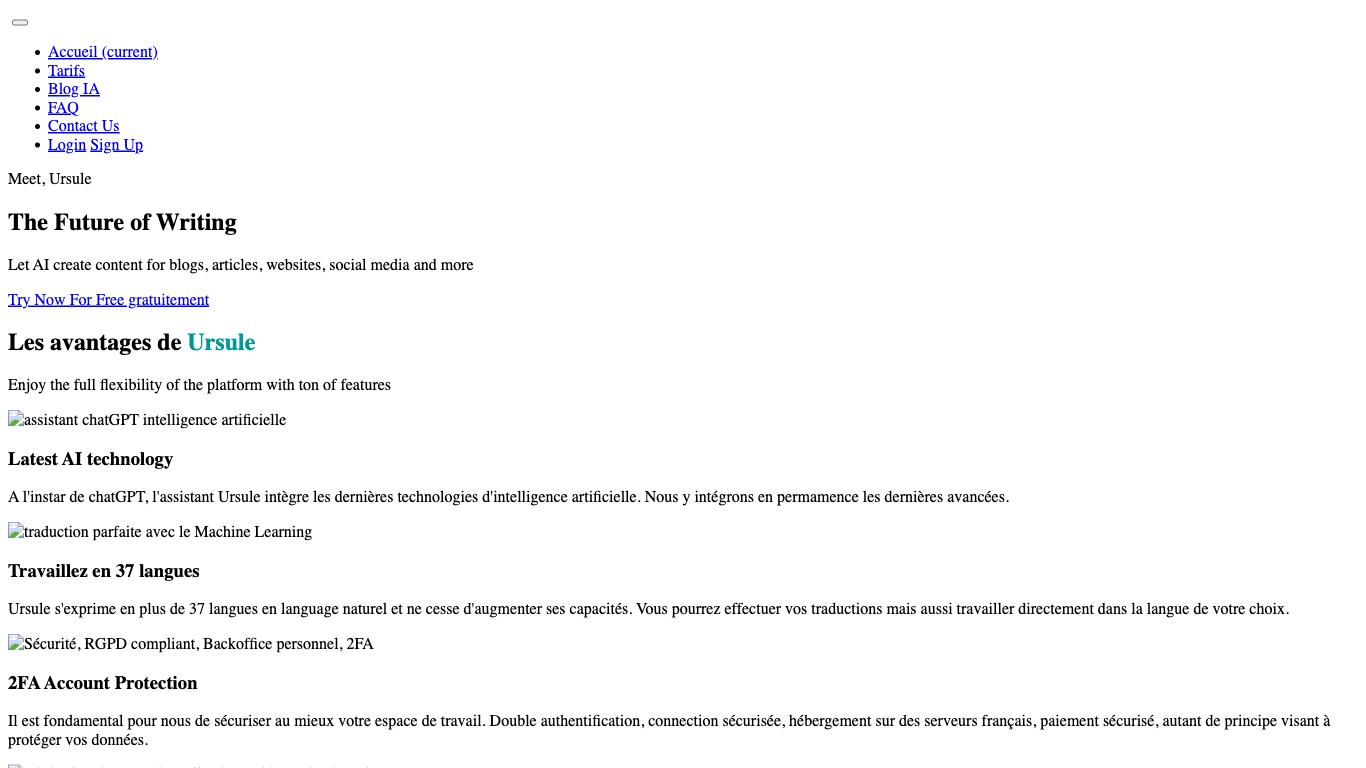 Accueil (current)
Tarifs
Blog IA
FAQ
Contact Us
Login Sign Up
Meet, Ursule
The Future of Writing
Let AI create content for blogs, articles, websites, social media and more
Try Now For Free gratuitement
Les avantages de Ursule
Enjoy the full flexibility of the platform with ton of features
assistant chatGPT intelligence artificielle
Latest AI technology
A l'instar de chatGPT, l'assistant Ursule intègre les dernières technologies d'intelligence artificielle. Nous y intégrons en permamence les dernières avancées.
traduction parfaite avec le Machine Learning
Travaillez en 37 langues
Ursule s'exprime en plus de 37 langues en language naturel et ne cesse d'augmenter ses capacités. Vous pourrez effectuer vos traductions mais aussi travailler directement dans la langue de votre choix.
Sécurité, RGPD compliant, Backoffice personnel, 2FA
2FA Account Protection
Il est fondamental pour nous de sécuriser au mieux votre espace de travail. Double authentification, connection sécurisée, hébergement sur des serveurs français, paiement sécurisé, autant de principe visant à
protéger vos données.